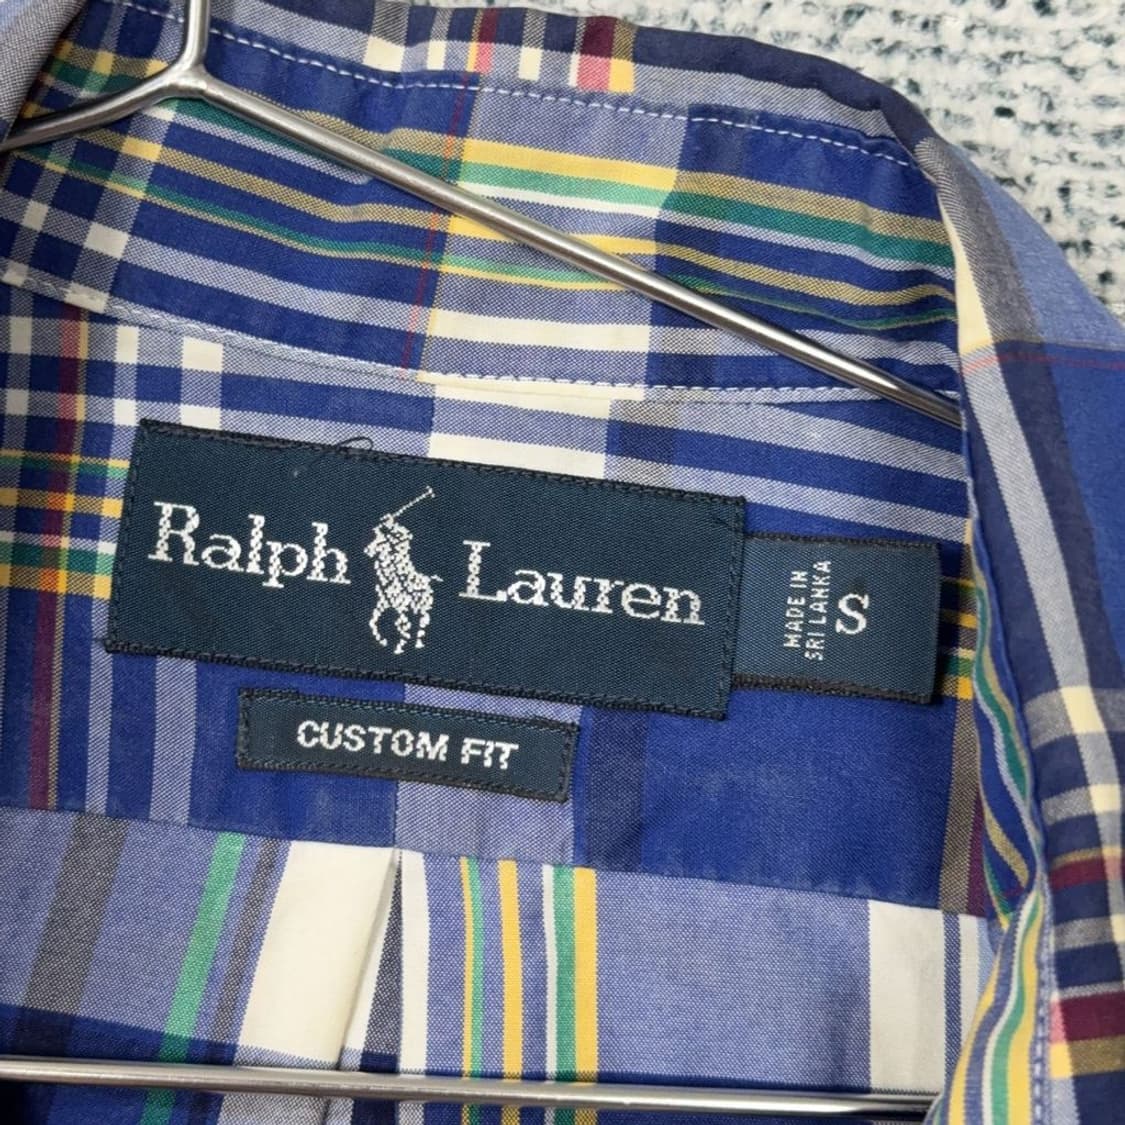 Ralph Lauren
MADE IN
SRI LANKA
S
CUSTOM FIT